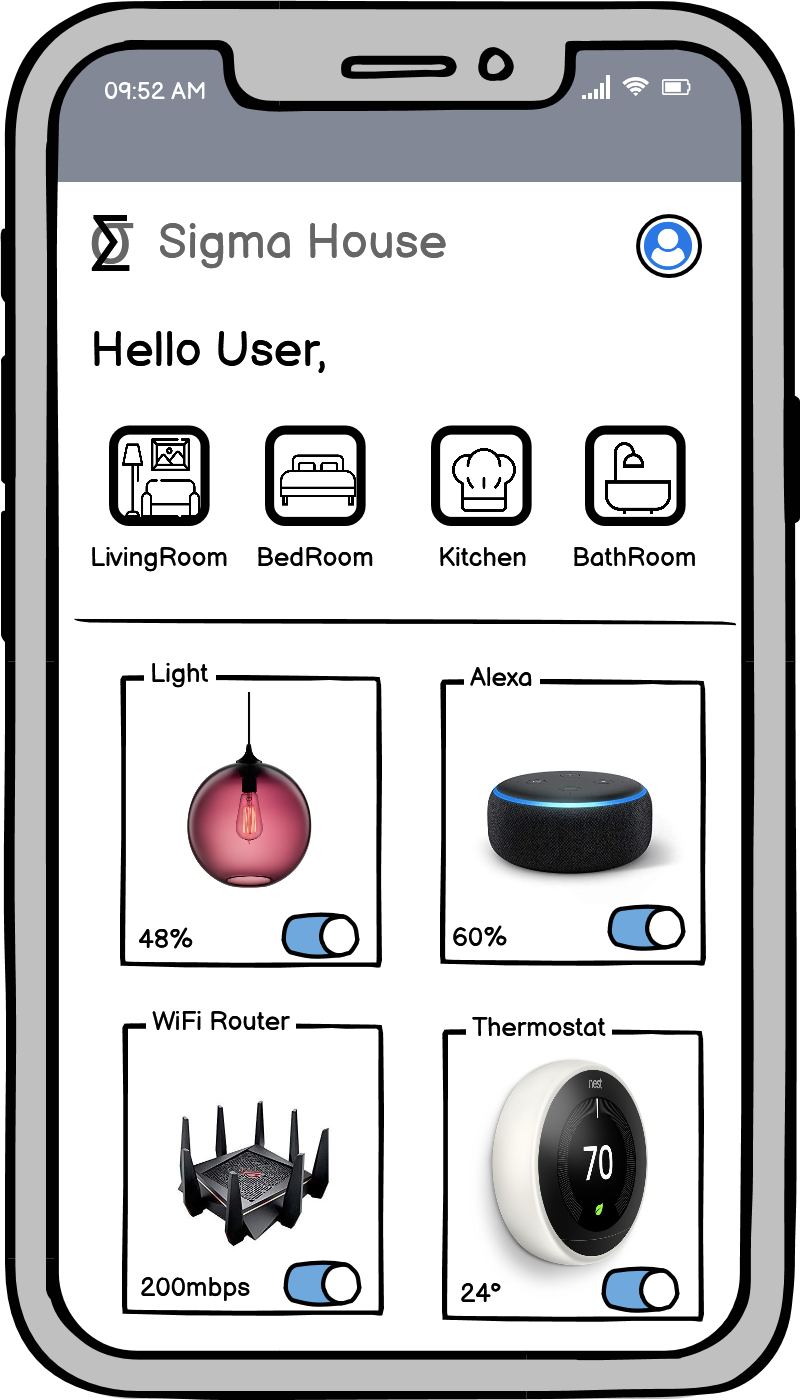 09:52 AM
Σσ Sigma House
Hello User,
LivingRoom BedRoom Kitchen BathRoom
Light Alexa
48% 60%
WiFi Router Thermostat
nest
70
200mbps 24°